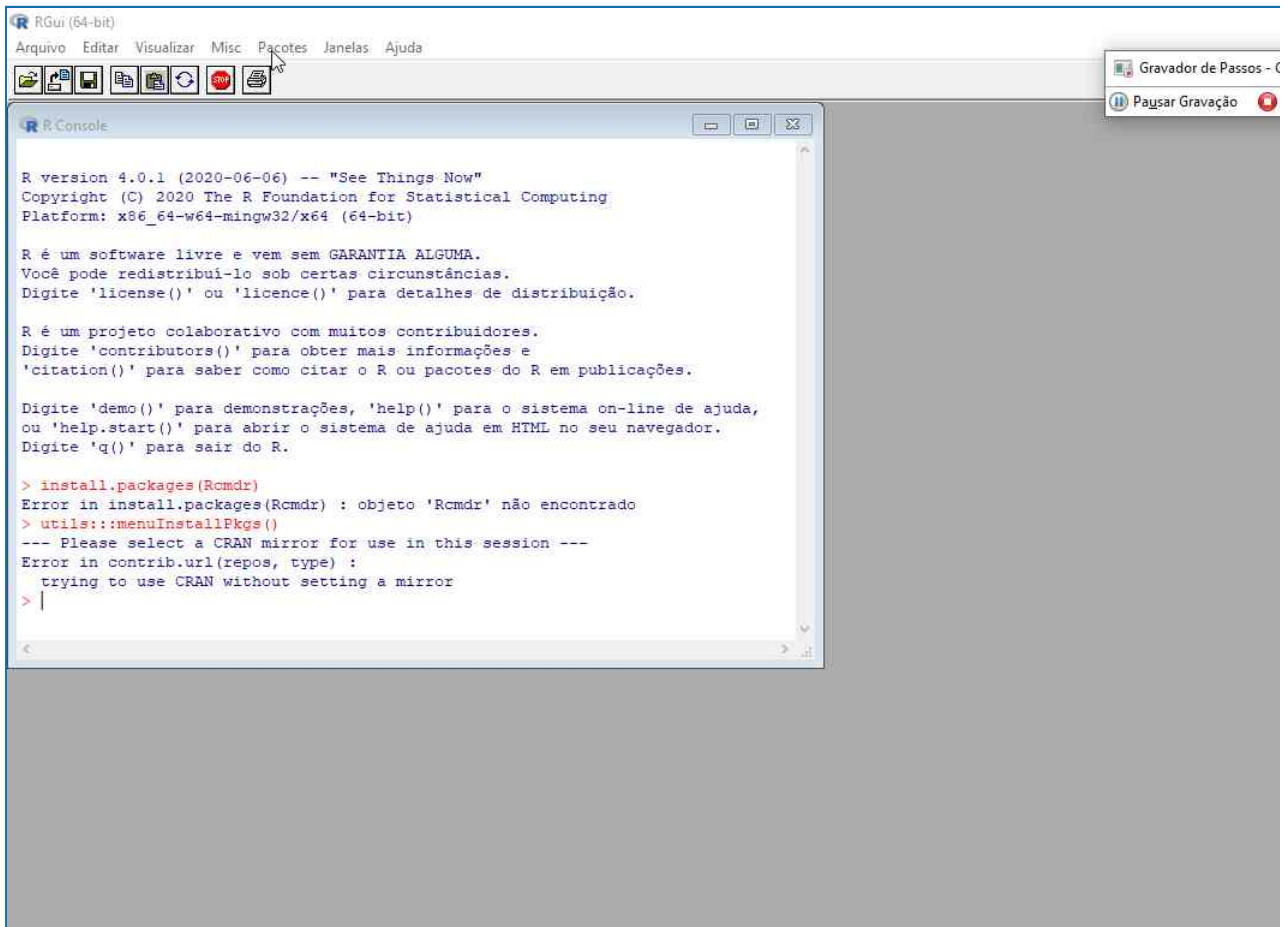 RGui (64-bit)
Arquivo Editar Visualizar Misc Pacotes Janelas Ajuda
STOP
Gravador de Passos -
Pausar Gravação
R Console
R version 4.0.1 (2020-06-06) -- "See Things Now"
Copyright (C) 2020 The R Foundation for Statistical Computing
Platform: x86_64-w64-mingw32/x64 (64-bit)
R é um software livre e vem sem GARANTIA ALGUMA.
Você pode redistribuí-lo sob certas circunstâncias.
Digite 'license()' ou 'licence()' para detalhes de distribuição.
R é um projeto colaborativo com muitos contribuidores.
Digite 'contributors()' para obter mais informações e
'citation()' para saber como citar o R ou pacotes do R em publicações.
Digite 'demo()' para demonstrações, 'help()' para o sistema on-line de ajuda,
ou 'help.start()' para abrir o sistema de ajuda em HTML no seu navegador.
Digite 'q()' para sair do R.
> install.packages(Rcmdr)
Error in install.packages(Rcmdr) : objeto 'Rcmdr' não encontrado
> utils:::menuInstallPkgs()
--- Please select a CRAN mirror for use in this session ---
Error in contrib.url(repos, type) :
trying to use CRAN without setting a mirror
>